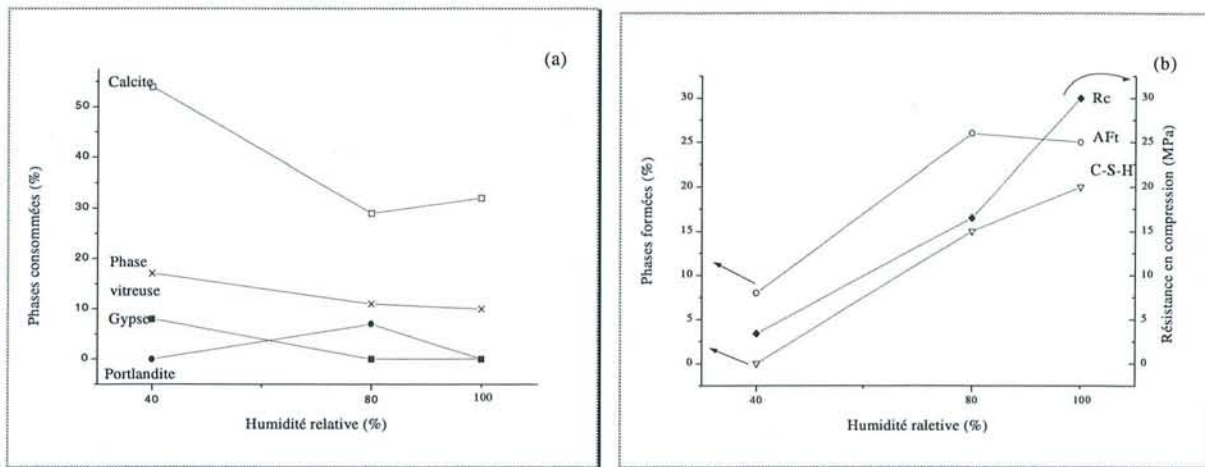 (a)
Phases consommées (%)
50
40
30
20
10
0
Calcite
Phase
vitreuse
Gypse
Portlandite
40
80
100
Humidité relative (%)
(b)
Phases formées (%)
30
25
20
15
10
5
0
Rc
AFt
C-S-H
30
25
20
15
10
5
0
Résistance en compression (MPa)
40
80
100
Humidité raletive (%)